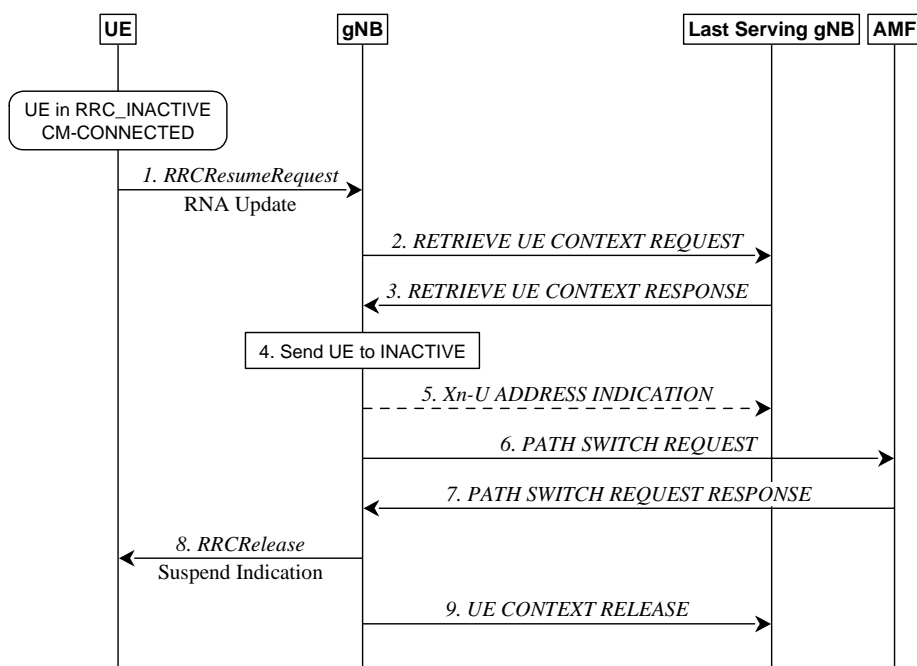 UE
gNB
Last Serving gNB
AMF
UE in RRC_INACTIVE
CM-CONNECTED
1. RRCResumeRequest
RNA Update
2. RETRIEVE UE CONTEXT REQUEST
3. RETRIEVE UE CONTEXT RESPONSE
4. Send UE to INACTIVE
5. Xn-U ADDRESS INDICATION
6. PATH SWITCH REQUEST
7. PATH SWITCH REQUEST RESPONSE
8. RRCRelease
Suspend Indication
9. UE CONTEXT RELEASE